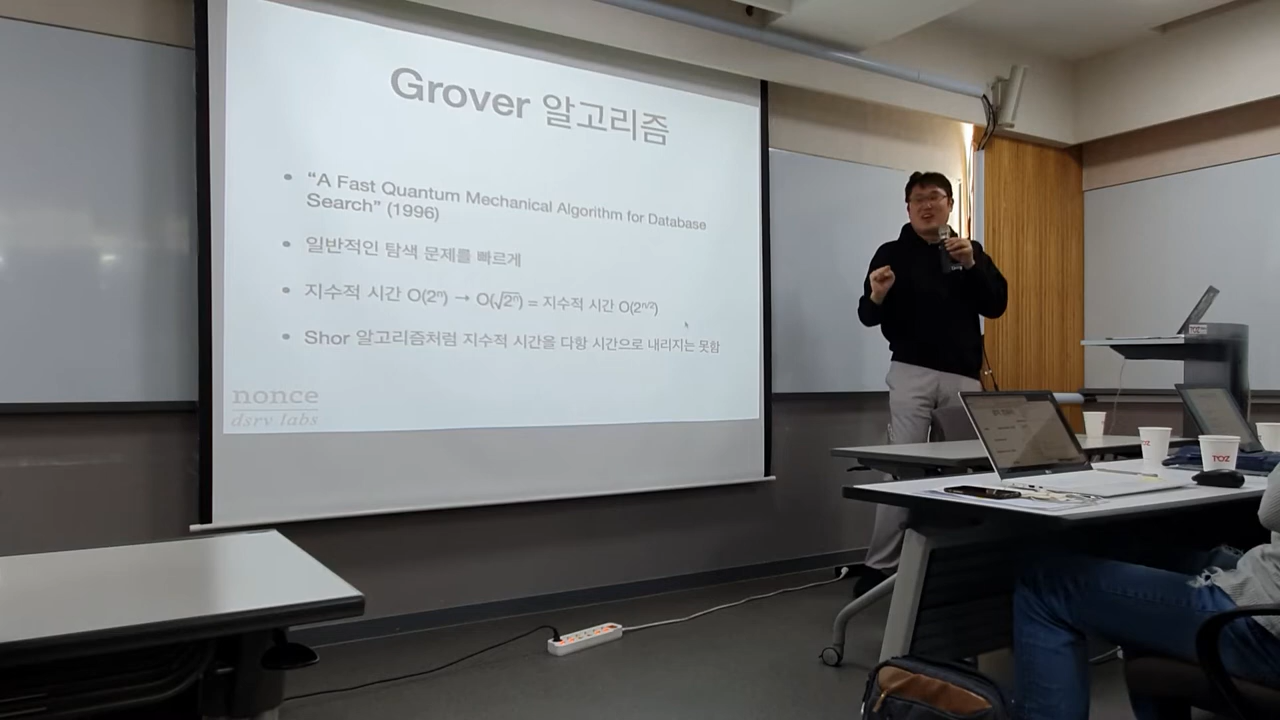 Grover 알고리즘
• “A Fast Quantum Mechanical Algorithm for Database
Search” (1996)
• 일반적인 탐색 문제를 빠르게
• 지수적 시간 O(2ⁿ) → O(√2ⁿ) = 지수적 시간 O(2ⁿᐟ²)
• Shor 알고리즘처럼 지수적 시간을 다항 시간으로 내리지는 못함
nonce
dsrv labs
TOZ
TOZ